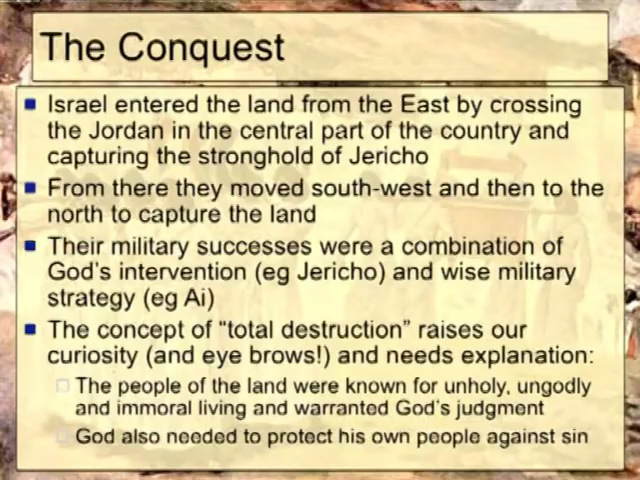 The Conquest
Israel entered the land from the East by crossing
the Jordan in the central part of the country and
capturing the stronghold of Jericho
From there they moved south-west and then to the
north to capture the land
Their military successes were a combination of
God's intervention (eg Jericho) and wise military
strategy (eg Ai)
The concept of “total destruction” raises our
curiosity (and eye brows!) and needs explanation:
The people of the land were known for unholy, ungodly
and immoral living and warranted God's judgment
God also needed to protect his own people against sin